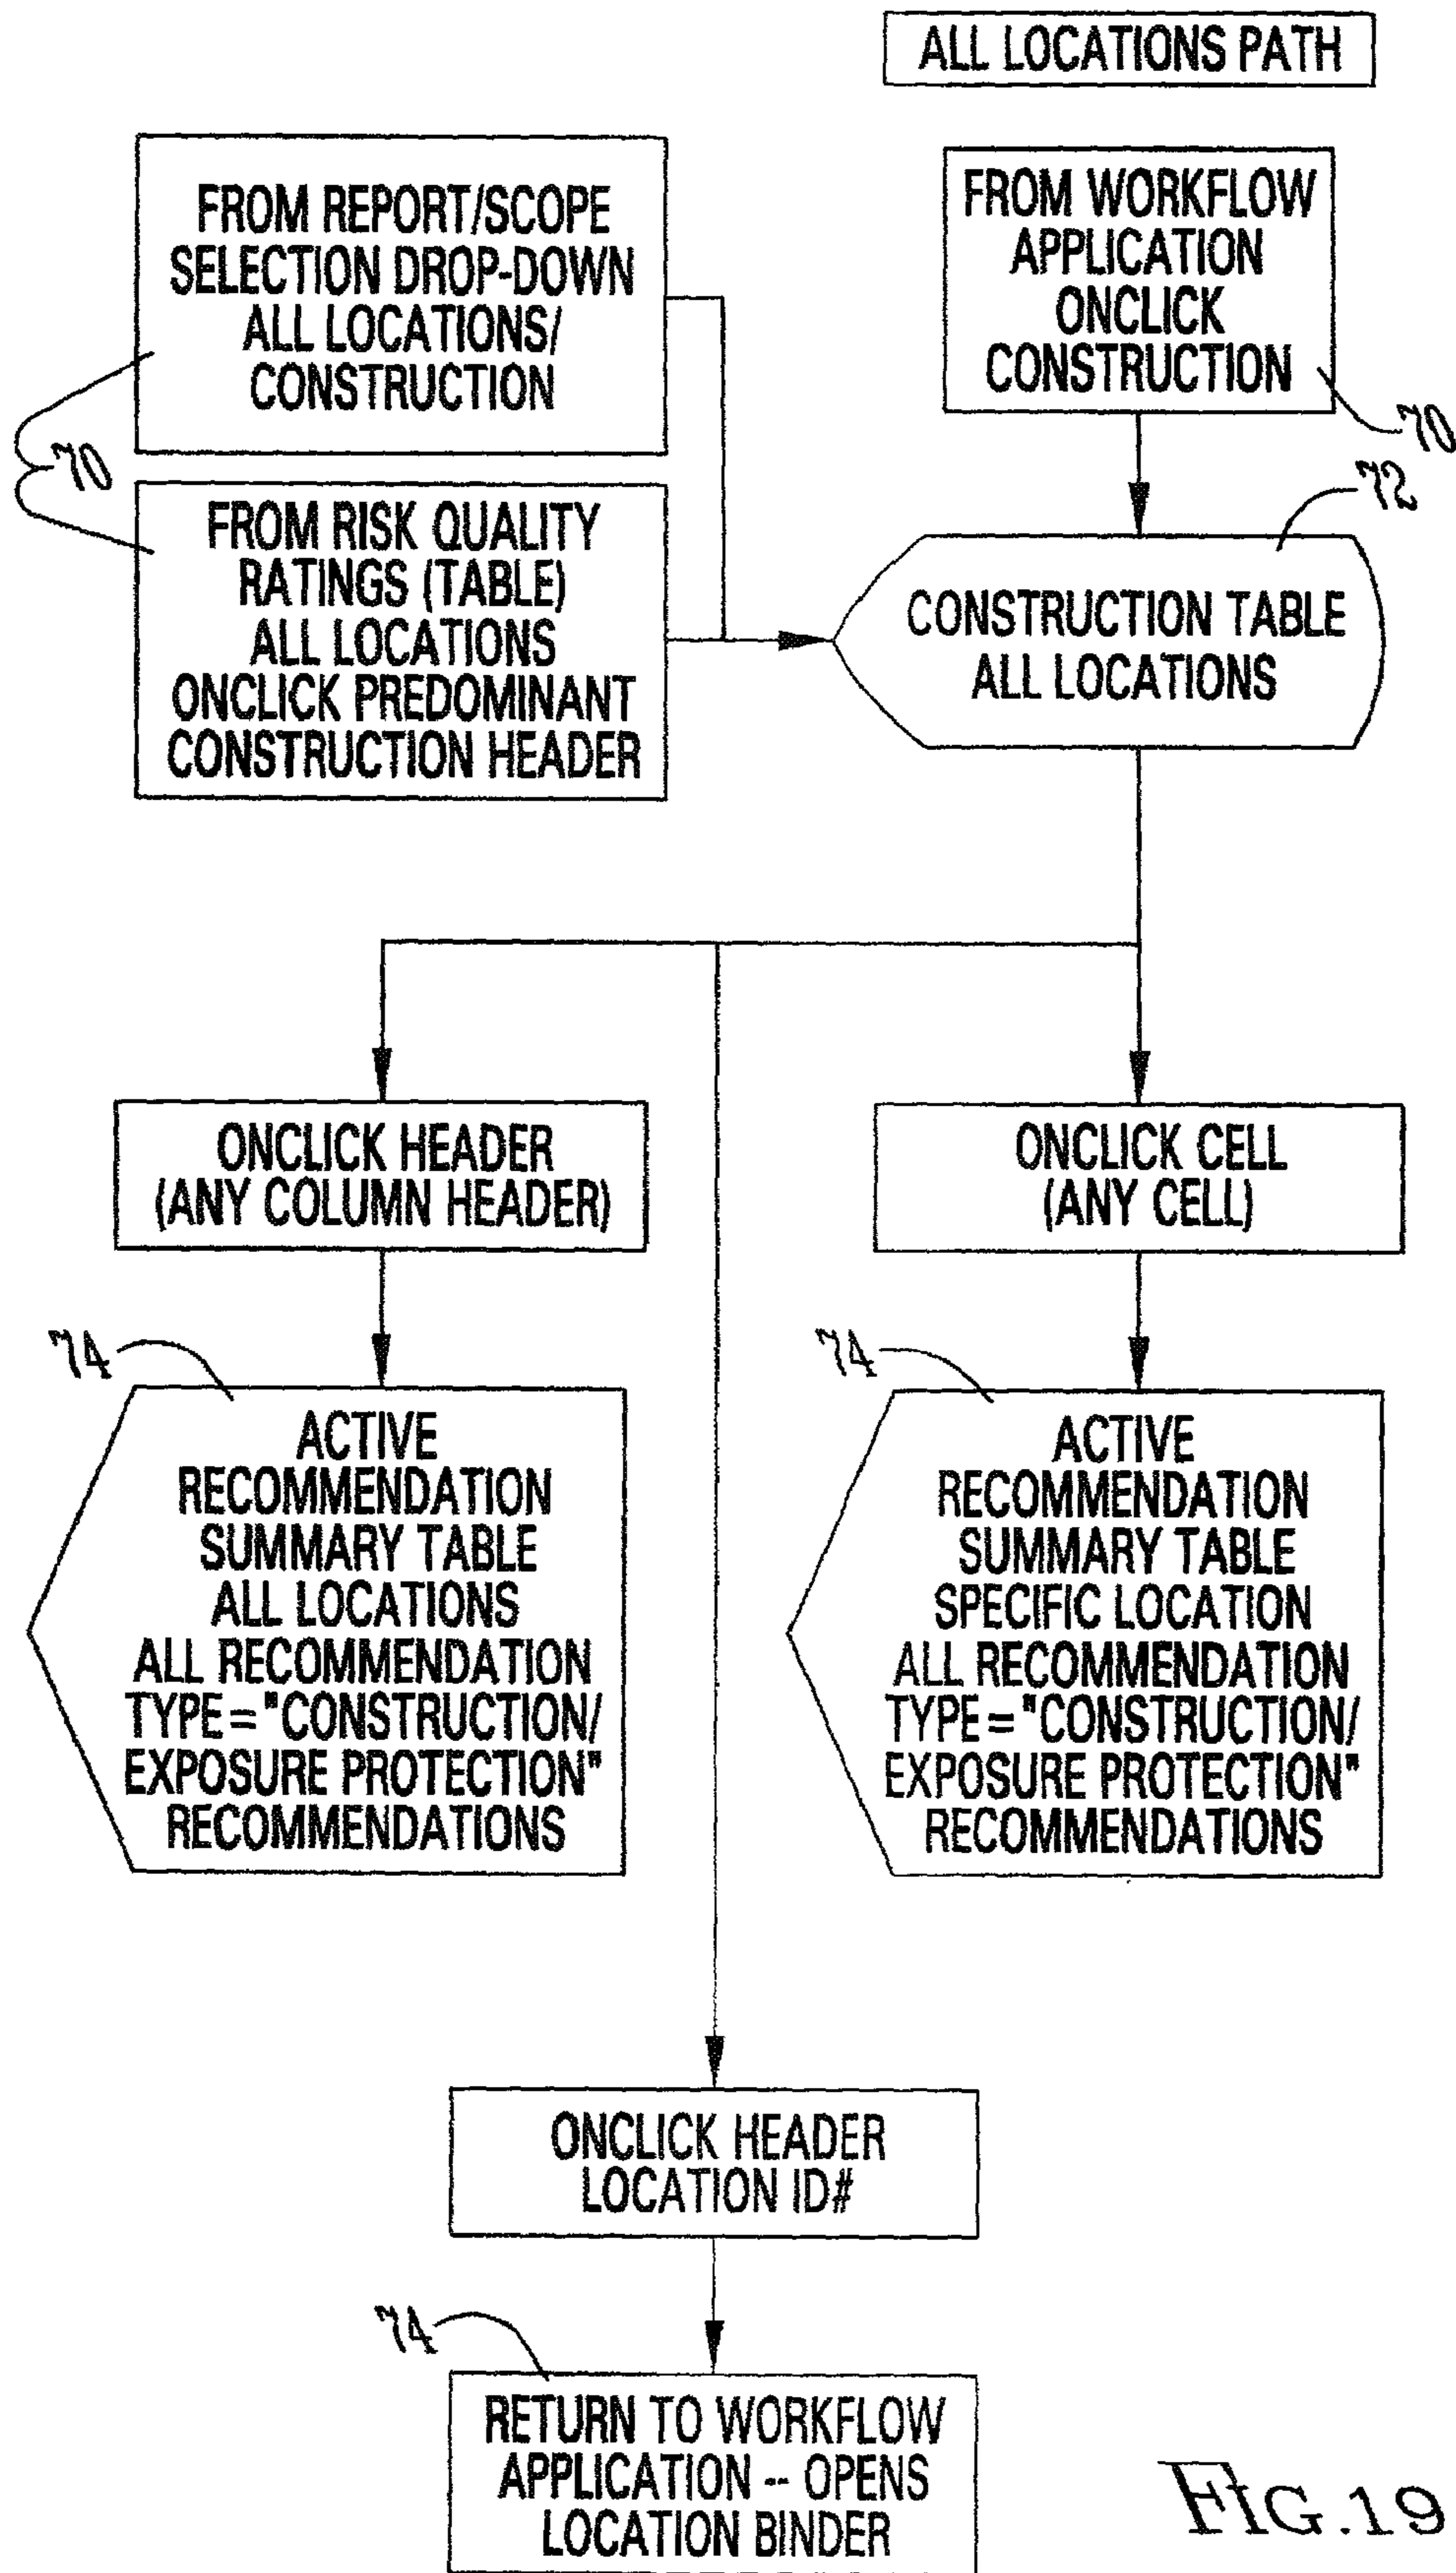 ALL LOCATIONS PATH
FROM REPORT/SCOPE
SELECTION DROP-DOWN
ALL LOCATIONS/
CONSTRUCTION
FROM WORKFLOW
APPLICATION
ONCLICK
CONSTRUCTION
70
70
FROM RISK QUALITY
RATINGS (TABLE)
ALL LOCATIONS
ONCLICK PREDOMINANT
CONSTRUCTION HEADER
72
CONSTRUCTION TABLE
ALL LOCATIONS
ONCLICK HEADER
(ANY COLUMN HEADER)
ONCLICK CELL
(ANY CELL)
74
ACTIVE
RECOMMENDATION
SUMMARY TABLE
ALL LOCATIONS
ALL RECOMMENDATION
TYPE="CONSTRUCTION/
EXPOSURE PROTECTION"
RECOMMENDATIONS
74
ACTIVE
RECOMMENDATION
SUMMARY TABLE
SPECIFIC LOCATION
ALL RECOMMENDATION
TYPE="CONSTRUCTION/
EXPOSURE PROTECTION"
RECOMMENDATIONS
ONCLICK HEADER
LOCATION ID#
74
RETURN TO WORKFLOW
APPLICATION -- OPENS
LOCATION BINDER
FIG.19